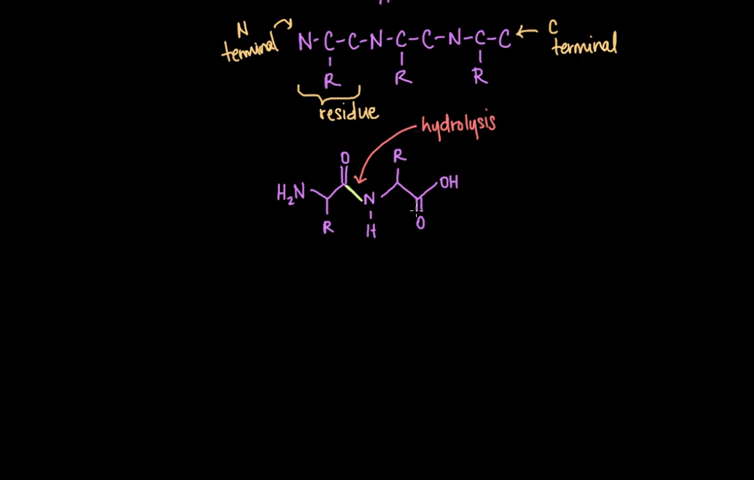 N terminal
N-C-C-N-C-C-N-C-C
C terminal
R R R
residue
hydrolysis
O R
H₂N N OH
R H O